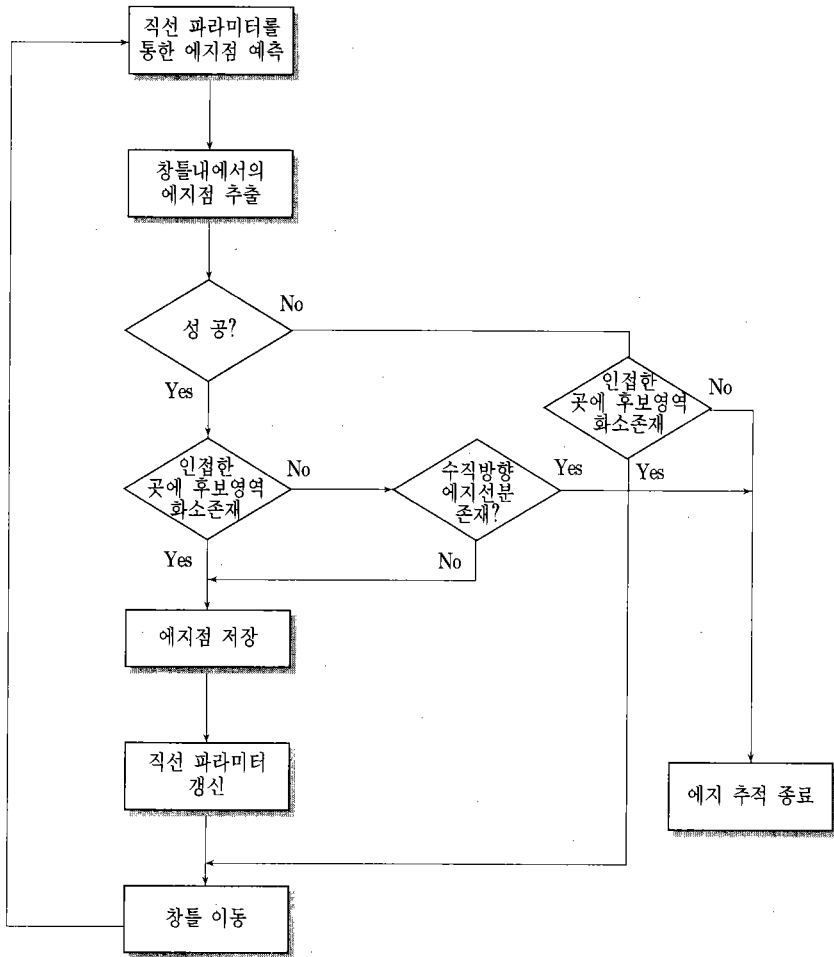 직선 파라미터를
통한 에지점 예측
창틀내에서의
에지점 추출
성 공?
No
Yes
인접한
곳에 후보영역
화소존재
No
Yes
인접한
곳에 후보영역
화소존재
No
Yes
수직방향
에지선분
존재?
Yes
No
에지점 저장
직선 파라미터
갱신
에지 추적 종료
창틀 이동